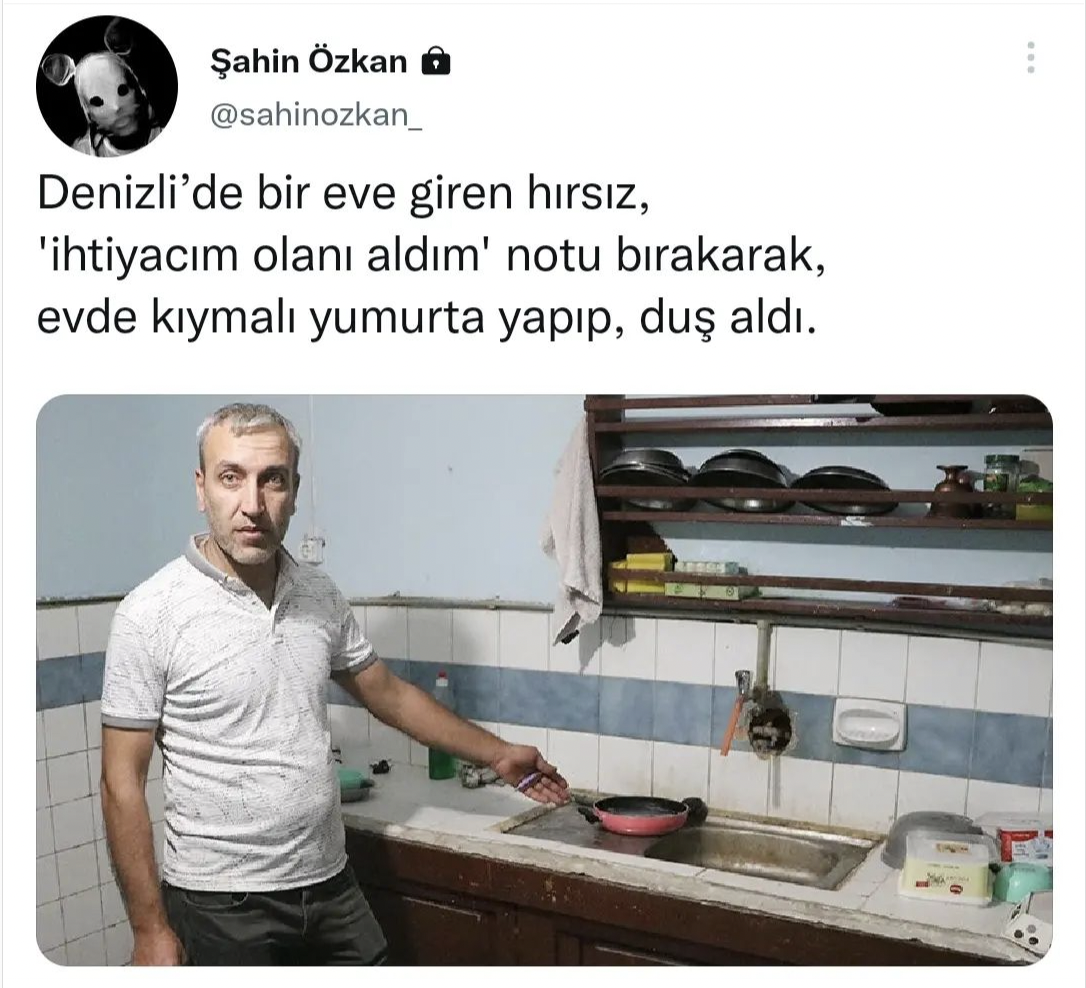 Şahin Özkan
@sahinozkan_
Denizli’de bir eve giren hırsız,
'ihtiyacım olanı aldım' notu bırakarak,
evde kıymalı yumurta yapıp, duş aldı.